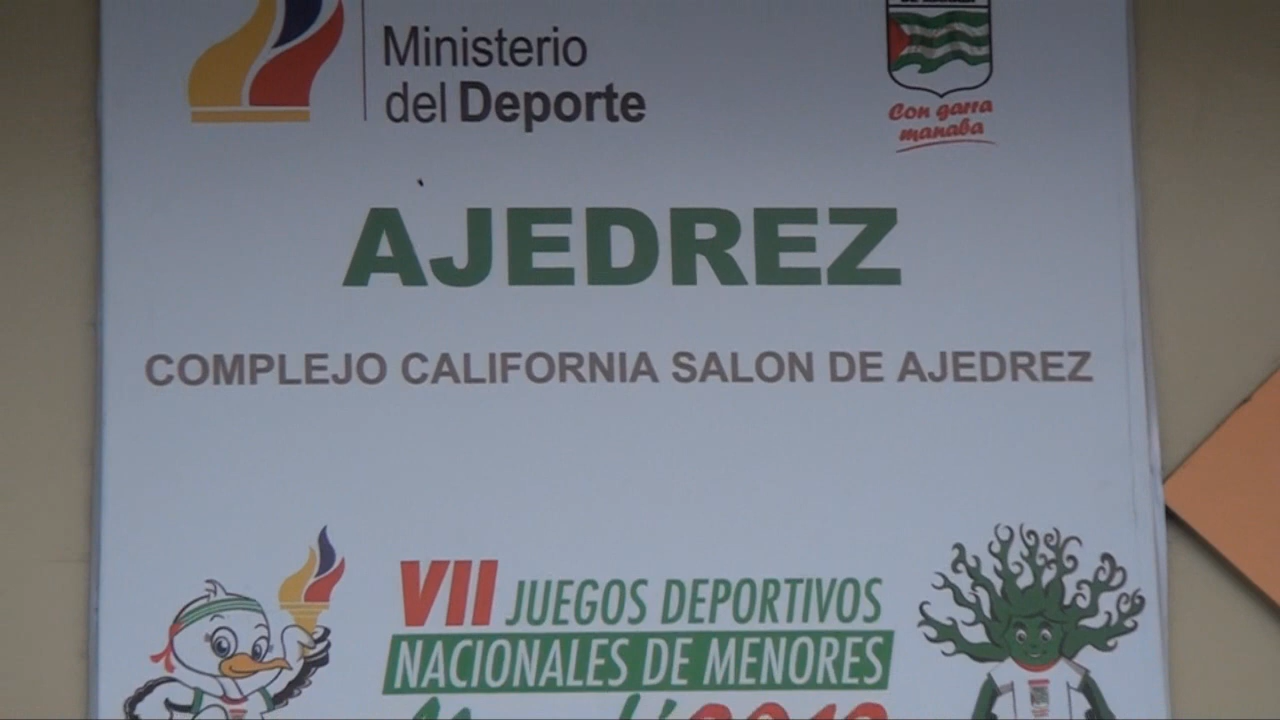 Ministerio
del Deporte
Con garra
manaba
AJEDREZ
COMPLEJO CALIFORNIA SALON DE AJEDREZ
VII JUEGOS DEPORTIVOS
NACIONALES DE MENORES